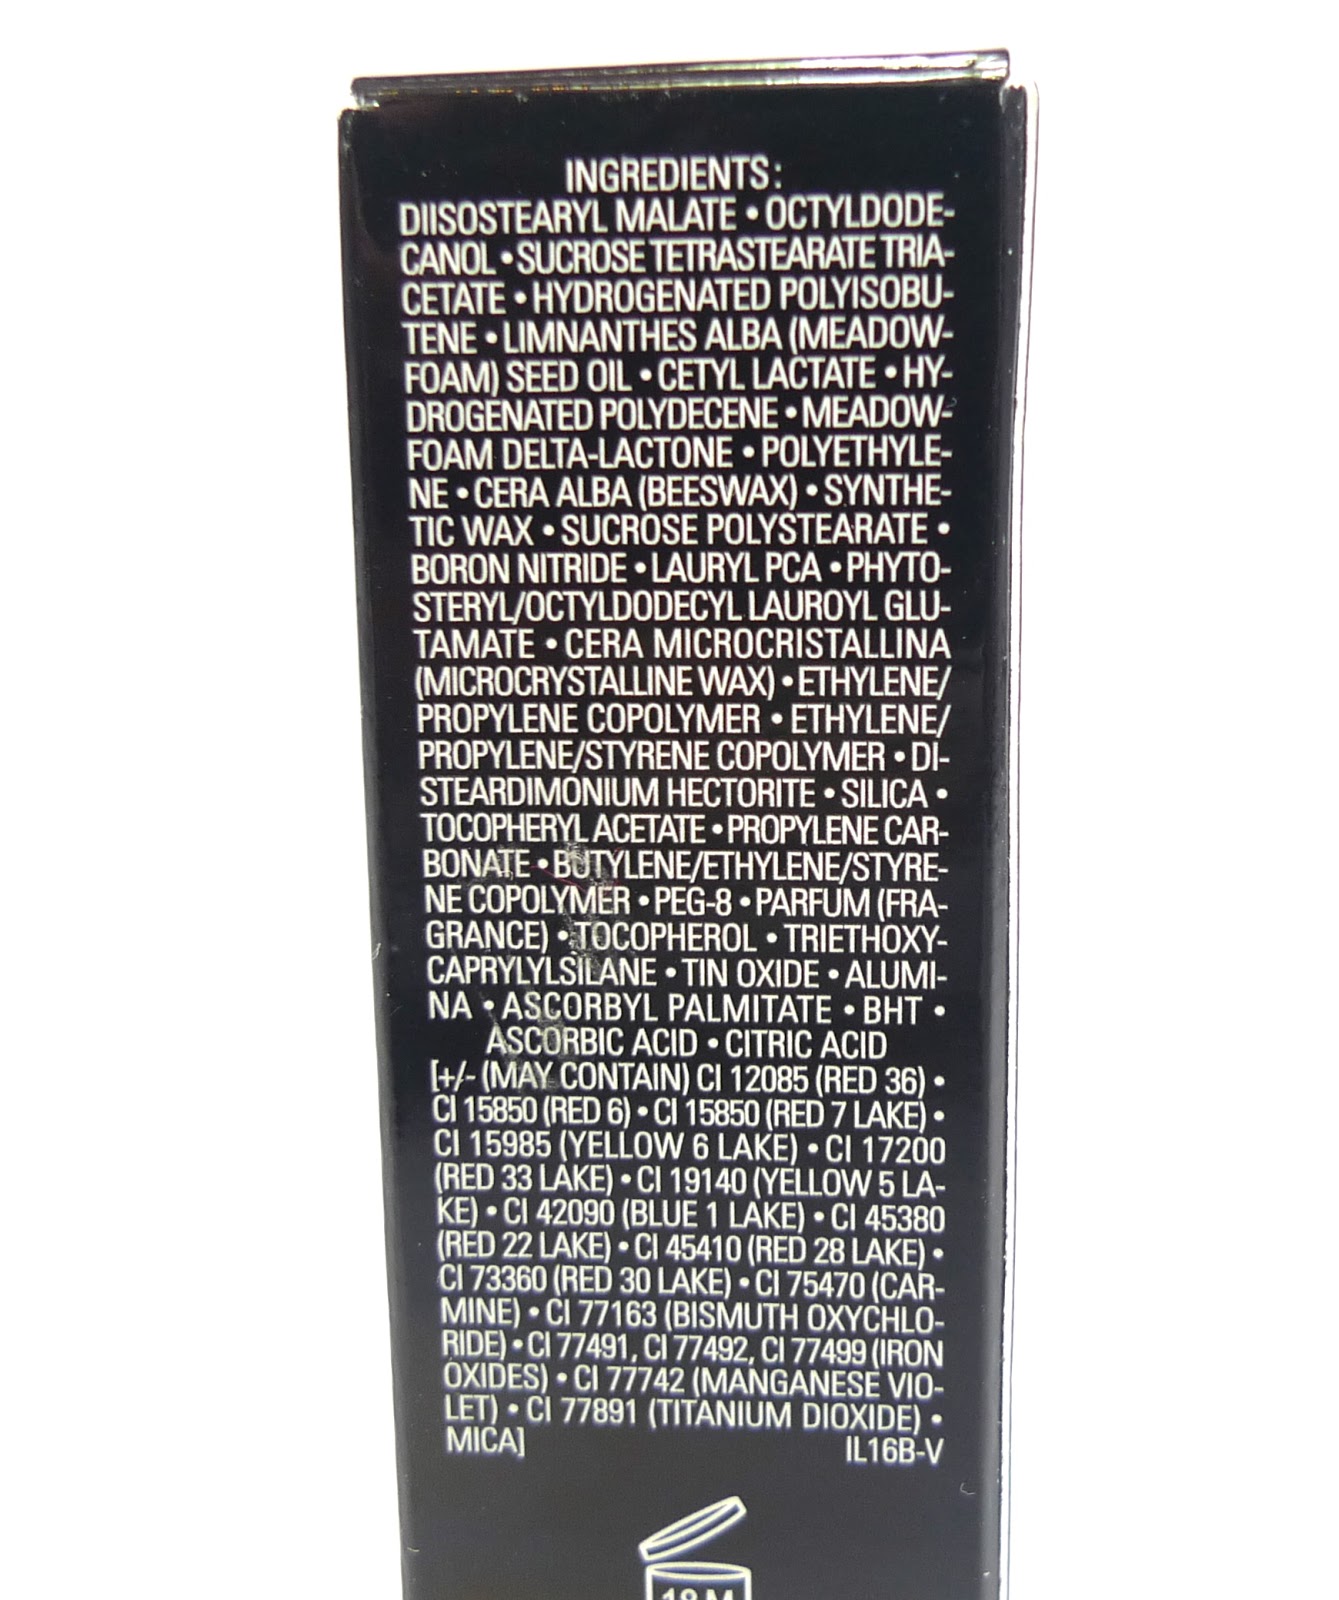 INGREDIENTS:
DIISOSTEARYL MALATE • OCTYLDODE-
CANOL • SUCROSE TETRASTEARATE TRIA-
CETATE • HYDROGENATED POLYISOBU-
TENE • LIMNANTHES ALBA (MEADOW-
FOAM) SEED OIL • CETYL LACTATE • HY-
DROGENATED POLYDECENE • MEADOW-
FOAM DELTA-LACTONE • POLYETHYLE-
NE • CERA ALBA (BEESWAX) • SYNTHE-
TIC WAX • SUCROSE POLYSTEARATE •
BORON NITRIDE • LAURYL PCA • PHYTO-
STERYL/OCTYLDODECYL LAUROYL GLU-
TAMATE • CERA MICROCRISTALLINA
(MICROCRYSTALLINE WAX) • ETHYLENE/
PROPYLENE COPOLYMER • ETHYLENE/
PROPYLENE/STYRENE COPOLYMER • DI-
STEARDIMONIUM HECTORITE • SILICA •
TOCOPHERYL ACETATE • PROPYLENE CAR-
BONATE • BUTYLENE/ETHYLENE/STYRE-
NE COPOLYMER • PEG-8 • PARFUM (FRA-
GRANCE) • TOCOPHEROL • TRIETHOXY-
CAPRYLYLSILANE • TIN OXIDE • ALUMI-
NA • ASCORBYL PALMITATE • BHT •
ASCORBIC ACID • CITRIC ACID
[+/- (MAY CONTAIN) CI 12085 (RED 36) •
CI 15850 (RED 6) • CI 15850 (RED 7 LAKE) •
CI 15985 (YELLOW 6 LAKE) • CI 17200
(RED 33 LAKE) • CI 19140 (YELLOW 5 LA-
KE) • CI 42090 (BLUE 1 LAKE) • CI 45380
(RED 22 LAKE) • CI 45410 (RED 28 LAKE) •
CI 73360 (RED 30 LAKE) • CI 75470 (CAR-
MINE) • CI 77163 (BISMUTH OXYCHLO-
RIDE) • CI 77491, CI 77492, CI 77499 (IRON
OXIDES) • CI 77742 (MANGANESE VIO-
LET) • CI 77891 (TITANIUM DIOXIDE) •
MICA] IL16B-V
18 M